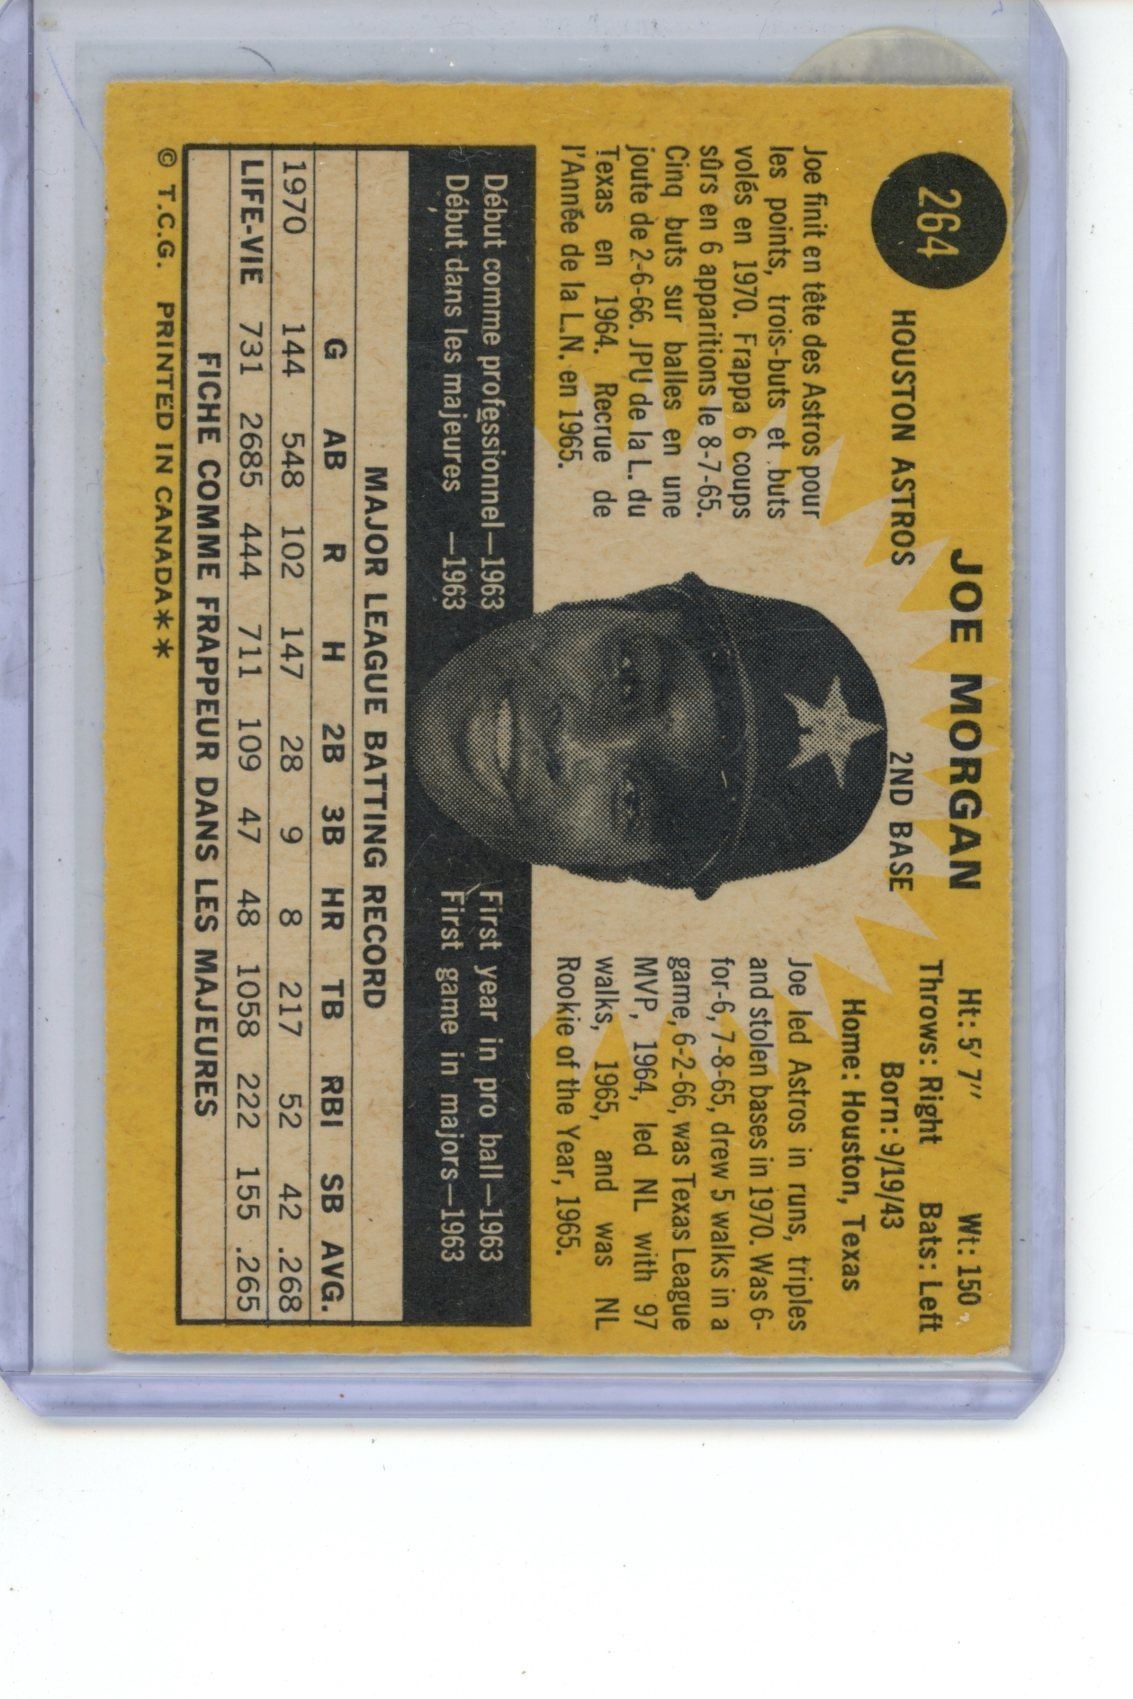 264
JOE MORGAN
HOUSTON ASTROS
2ND BASE
Ht: 5' 7" Wt: 150
Throws: Right Bats: Left
Born: 9/19/43
Home: Houston, Texas
Joe finit en tête des Astros pour
les points, trois-buts et buts
volés en 1970. Frappa 6 coups
sûrs en 6 apparitions le 8-7-65.
Cinq buts sur balles en une
joute de 2-6-66. JPU de la L. du
Texas en 1964. Recrue de
l'Année de la L.N. en 1965.
Joe led Astros in runs, triples
and stolen bases in 1970. Was 6-
for-6, 7-8-65, drew 5 walks in a
game, 6-2-66, was Texas League
MVP, 1964, led NL with 97
walks, 1965, and was NL
Rookie of the Year, 1965.
Début comme professionnel—1963
Début dans les majeures —1963
First year in pro ball—1963
First game in majors—1963
MAJOR LEAGUE BATTING RECORD
G AB R H 2B 3B HR TB RBI SB AVG.
1970 144 548 102 147 28 9 8 217 52 42 .268
LIFE-VIE 731 2685 444 711 109 47 48 1058 222 155 .265
FICHE COMME FRAPPEUR DANS LES MAJEURES
© T.C.G. PRINTED IN CANADA**